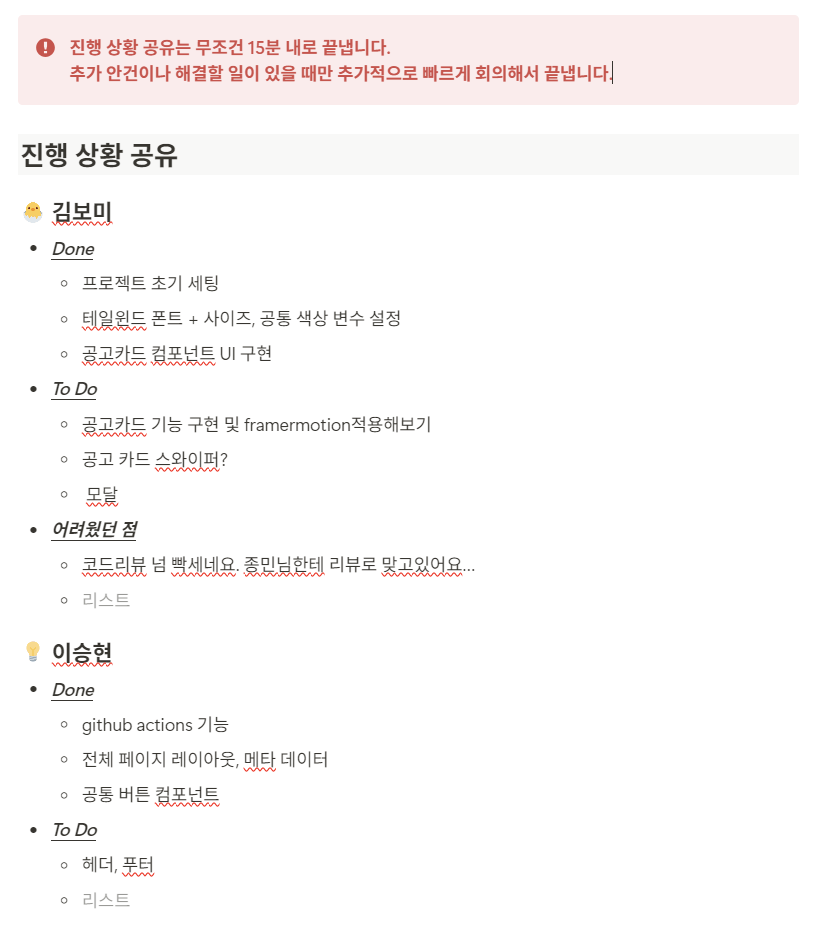 진행 상황 공유는 무조건 15분 내로 끝냅니다.
추가 안건이나 해결할 일이 있을 때만 추가적으로 빠르게 회의해서 끝냅니다.
진행 상황 공유
김보미
Done
프로젝트 초기 세팅
테일윈드 폰트 + 사이즈, 공통 색상 변수 설정
공고카드 컴포넌트 UI 구현
To Do
공고카드 기능 구현 및 framermotion적용해보기
공고 카드 스와이퍼?
모달
어려웠던 점
코드리뷰 넘 빡세네요. 종민님한테 리뷰로 맞고있어요...
리스트
이승현
Done
github actions 기능
전체 페이지 레이아웃, 메타 데이터
공통 버튼 컴포넌트
To Do
헤더, 푸터
리스트